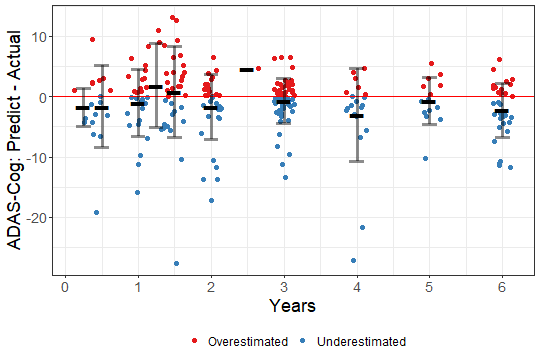 ADAS-Cog: Predict - Actual
10
0
-10
-20
0 1 2 3 4 5 6
Years
Overestimated Underestimated